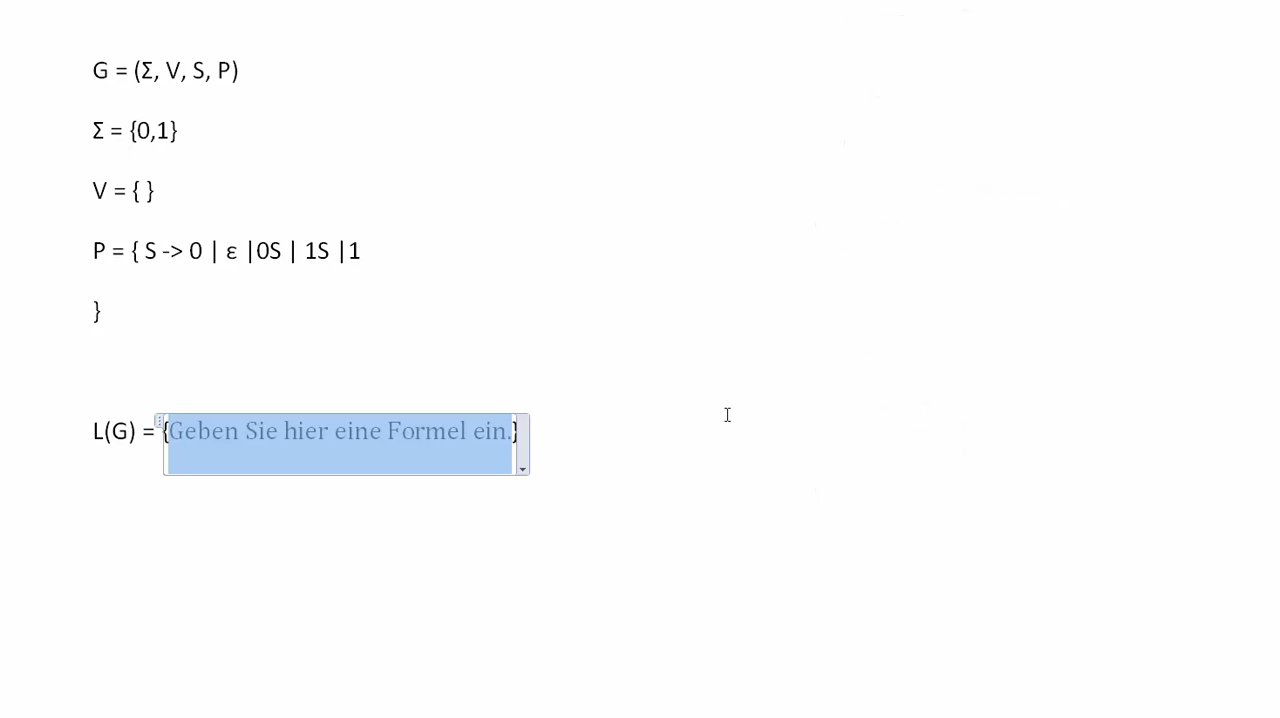 G = (Σ, V, S, P)
Σ = {0,1}
V = { }
P = { S -> 0 | ε |0S | 1S |1
}
L(G) = {Geben Sie hier eine Formel ein.}